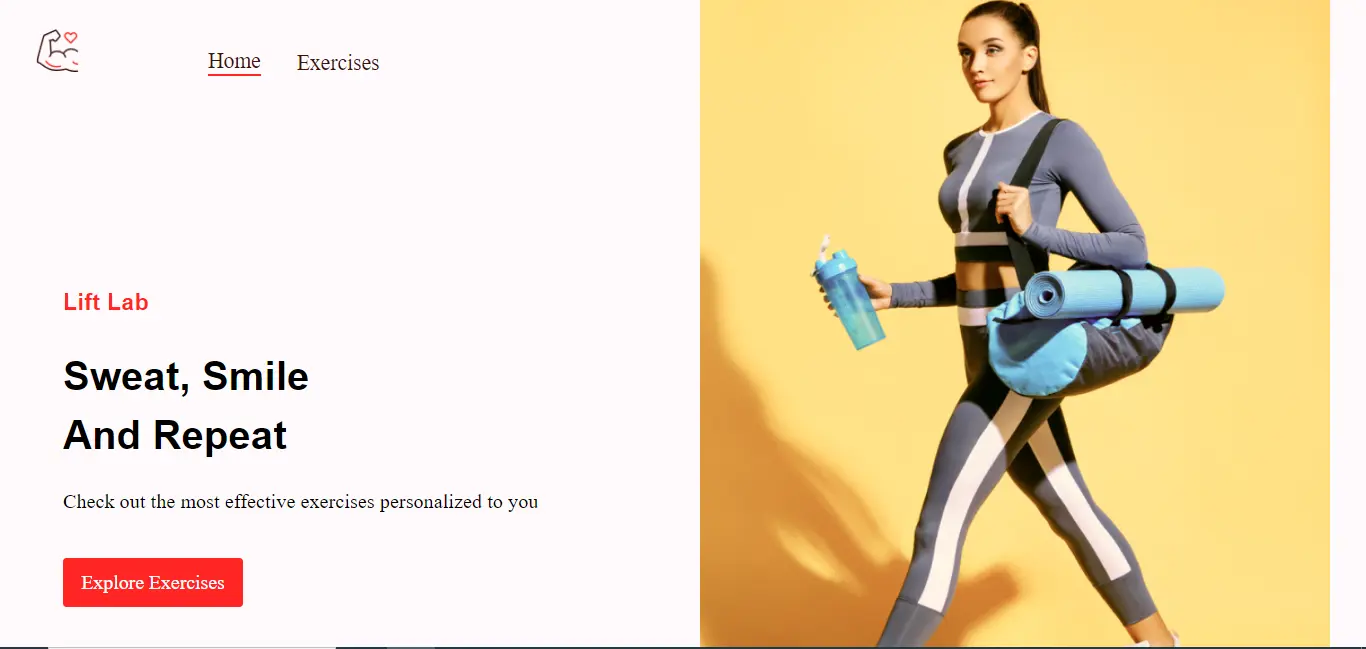 Home
Exercises
Lift Lab
Sweat, Smile
And Repeat
Check out the most effective exercises personalized to you
Explore Exercises